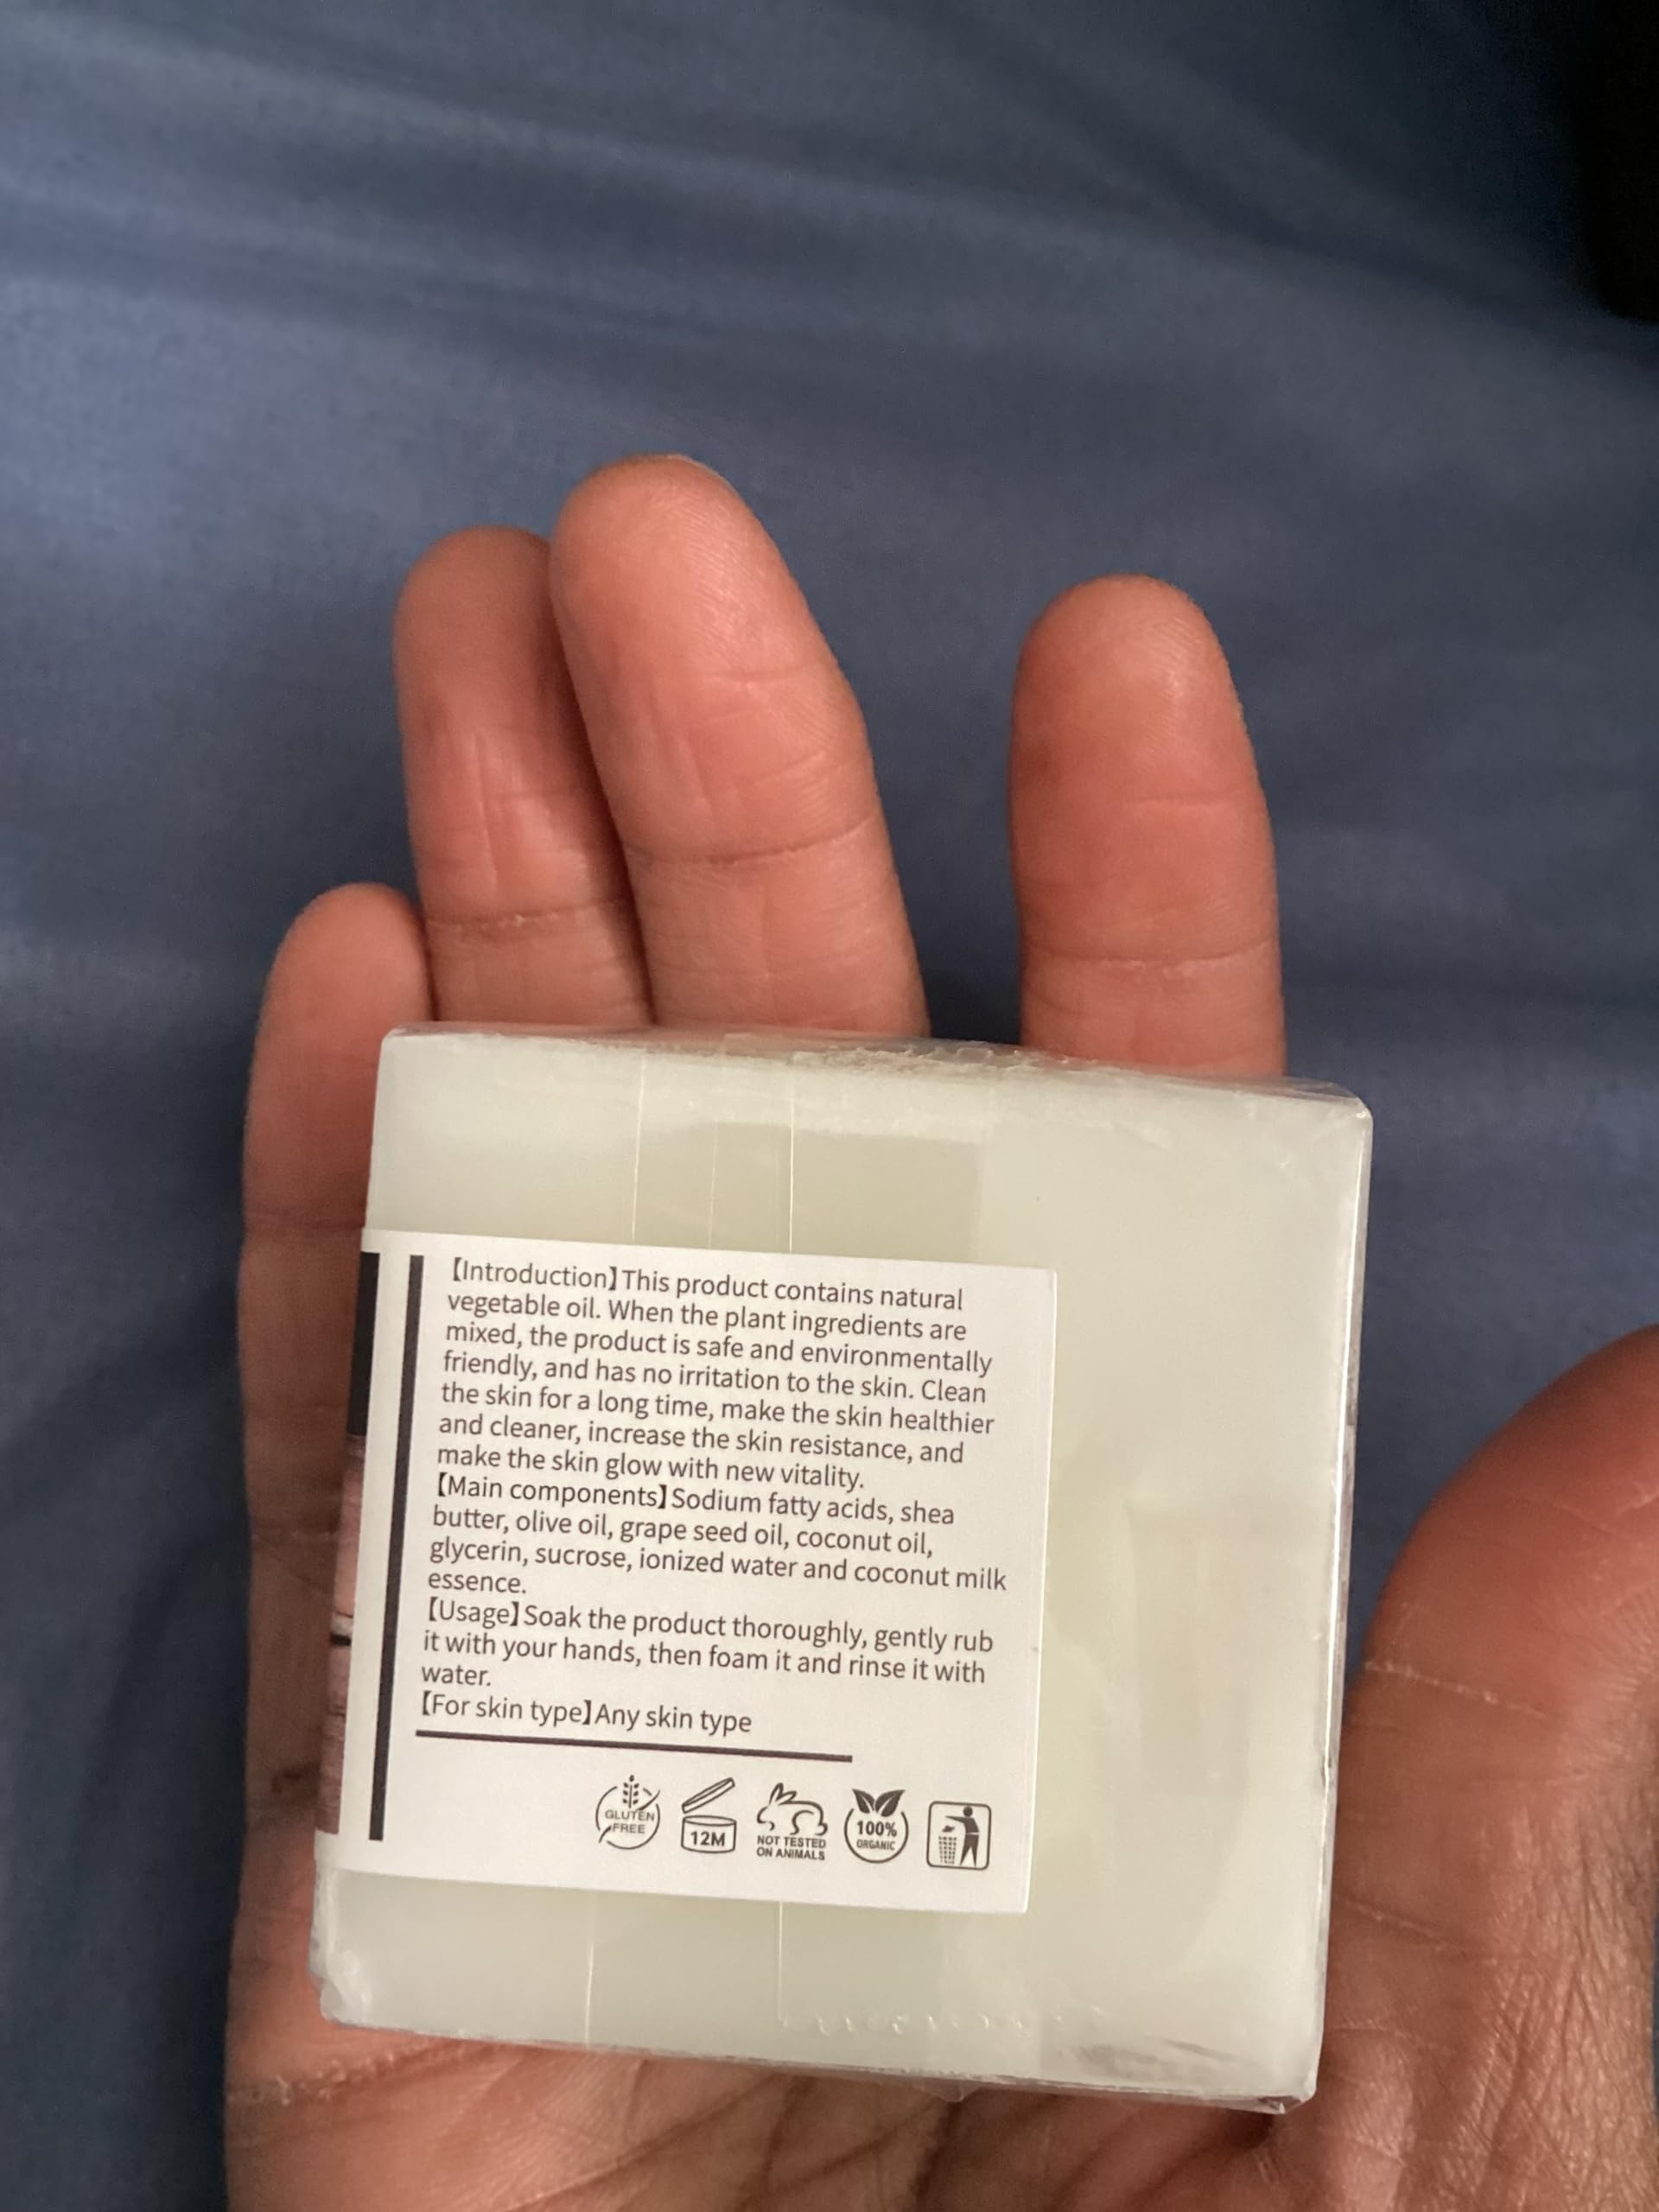 【Introduction】This product contains natural
vegetable oil. When the plant ingredients are
mixed, the product is safe and environmentally
friendly, and has no irritation to the skin. Clean
the skin for a long time, make the skin healthier
and cleaner, increase the skin resistance, and
make the skin glow with new vitality.
【Main components】Sodium fatty acids, shea
butter, olive oil, grape seed oil, coconut oil,
glycerin, sucrose, ionized water and coconut milk
essence.
【Usage】Soak the product thoroughly, gently rub
it with your hands, then foam it and rinse it with
water.
【For skin type】Any skin type
GLUTEN
FREE
12M
NOT TESTED
ON ANIMALS
100%
ORGANIC